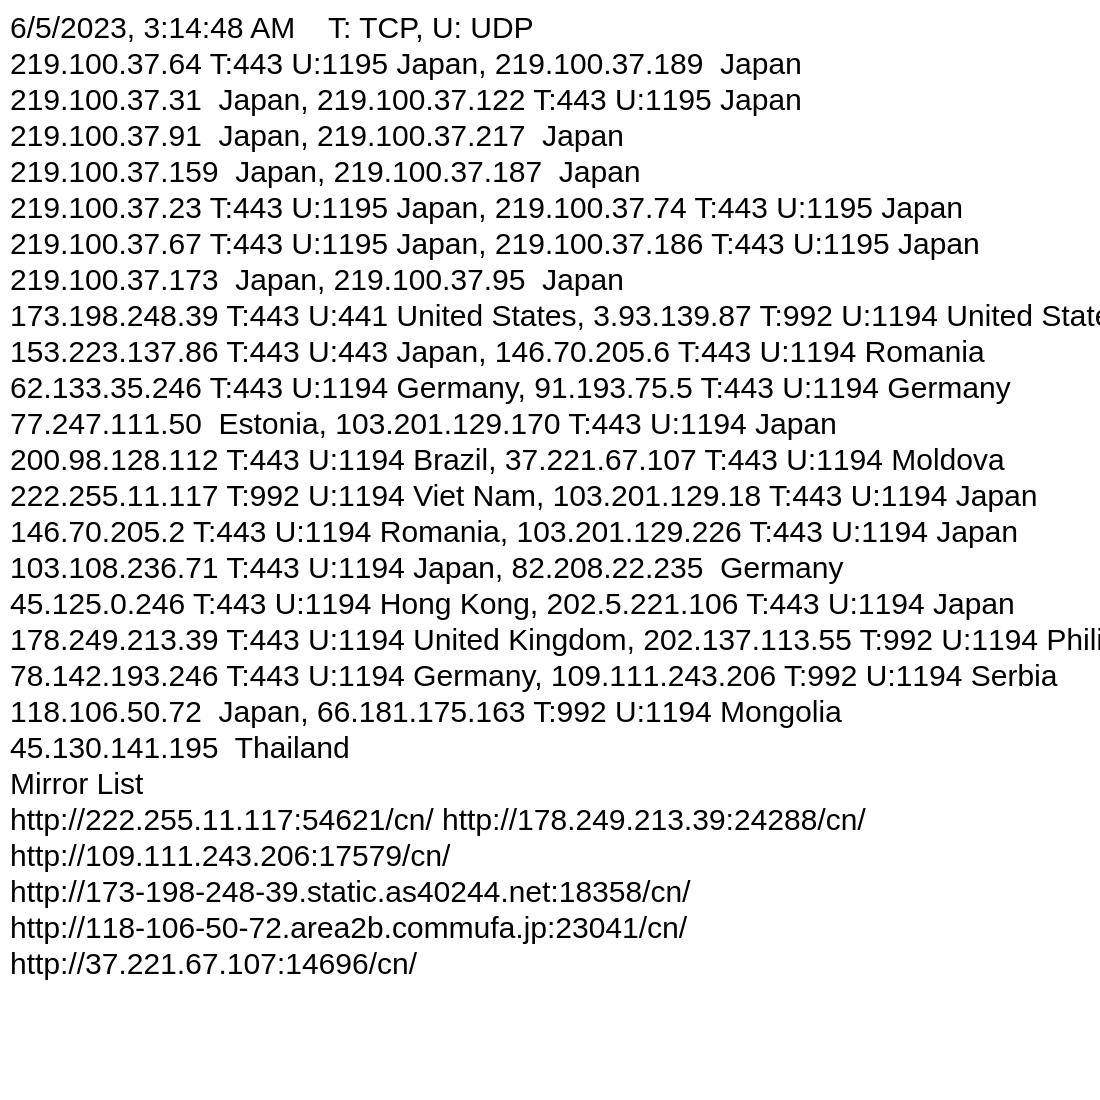 6/5/2023, 3:14:48 AM    T: TCP, U: UDP
219.100.37.64 T:443 U:1195 Japan, 219.100.37.189  Japan
219.100.37.31  Japan, 219.100.37.122 T:443 U:1195 Japan
219.100.37.91  Japan, 219.100.37.217  Japan
219.100.37.159  Japan, 219.100.37.187  Japan
219.100.37.23 T:443 U:1195 Japan, 219.100.37.74 T:443 U:1195 Japan
219.100.37.67 T:443 U:1195 Japan, 219.100.37.186 T:443 U:1195 Japan
219.100.37.173  Japan, 219.100.37.95  Japan
173.198.248.39 T:443 U:441 United States, 3.93.139.87 T:992 U:1194 United State
153.223.137.86 T:443 U:443 Japan, 146.70.205.6 T:443 U:1194 Romania
62.133.35.246 T:443 U:1194 Germany, 91.193.75.5 T:443 U:1194 Germany
77.247.111.50  Estonia, 103.201.129.170 T:443 U:1194 Japan
200.98.128.112 T:443 U:1194 Brazil, 37.221.67.107 T:443 U:1194 Moldova
222.255.11.117 T:992 U:1194 Viet Nam, 103.201.129.18 T:443 U:1194 Japan
146.70.205.2 T:443 U:1194 Romania, 103.201.129.226 T:443 U:1194 Japan
103.108.236.71 T:443 U:1194 Japan, 82.208.22.235  Germany
45.125.0.246 T:443 U:1194 Hong Kong, 202.5.221.106 T:443 U:1194 Japan
178.249.213.39 T:443 U:1194 United Kingdom, 202.137.113.55 T:992 U:1194 Phili
78.142.193.246 T:443 U:1194 Germany, 109.111.243.206 T:992 U:1194 Serbia
118.106.50.72  Japan, 66.181.175.163 T:992 U:1194 Mongolia
45.130.141.195  Thailand
Mirror List
http://222.255.11.117:54621/cn/ http://178.249.213.39:24288/cn/
http://109.111.243.206:17579/cn/
http://173-198-248-39.static.as40244.net:18358/cn/
http://118-106-50-72.area2b.commufa.jp:23041/cn/
http://37.221.67.107:14696/cn/